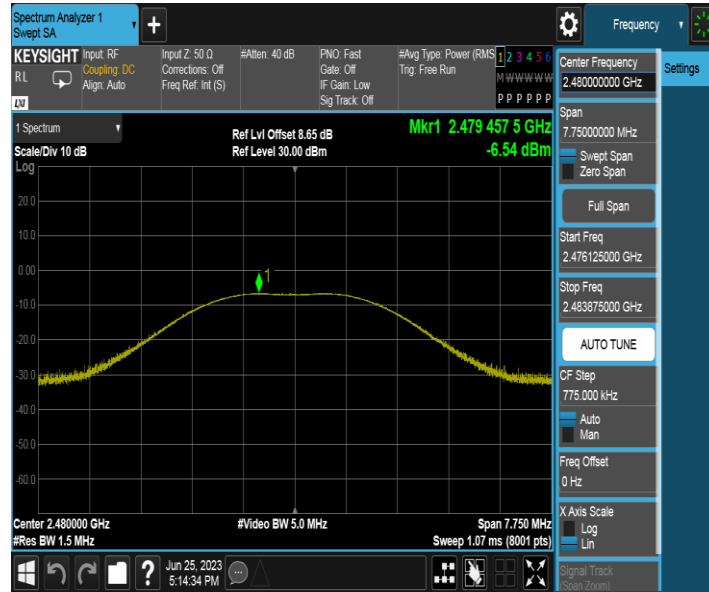 Spectrum Analyzer 1
Swept SA
+
Frequency
KEYSIGHT
RL
LXI
Input: RF
Coupling: DC
Align: Auto
Input Z: 50 Ω
Corrections: Off
Freq Ref: Int (S)
#Atten: 40 dB
PNO: Fast
Gate: Off
IF Gain: Low
Sig Track: Off
#Avg Type: Power (RMS
Trig: Free Run
1 2 3 4 5 6
M W W W W W
P P P P P P
1 Spectrum
Scale/Div 10 dB
Log
Ref Lvl Offset 8.65 dB
Ref Level 30.00 dBm
Mkr1 2.479 457 5 GHz
-6.54 dBm
1
20.0
10.0
0.00
-10.0
-20.0
-30.0
-40.0
-50.0
-60.0
Center 2.480000 GHz
#Res BW 1.5 MHz
#Video BW 5.0 MHz
Span 7.750 MHz
Sweep 1.07 ms (8001 pts)
Center Frequency
2.480000000 GHz
Settings
Span
7.75000000 MHz
Swept Span
Zero Span
Full Span
Start Freq
2.476125000 GHz
Stop Freq
2.483875000 GHz
AUTO TUNE
CF Step
775.000 kHz
Auto
Man
Freq Offset
0 Hz
X Axis Scale
Log
Lin
Signal Track
(Span Zoom)
?
Jun 25, 2023
5:14:34 PM